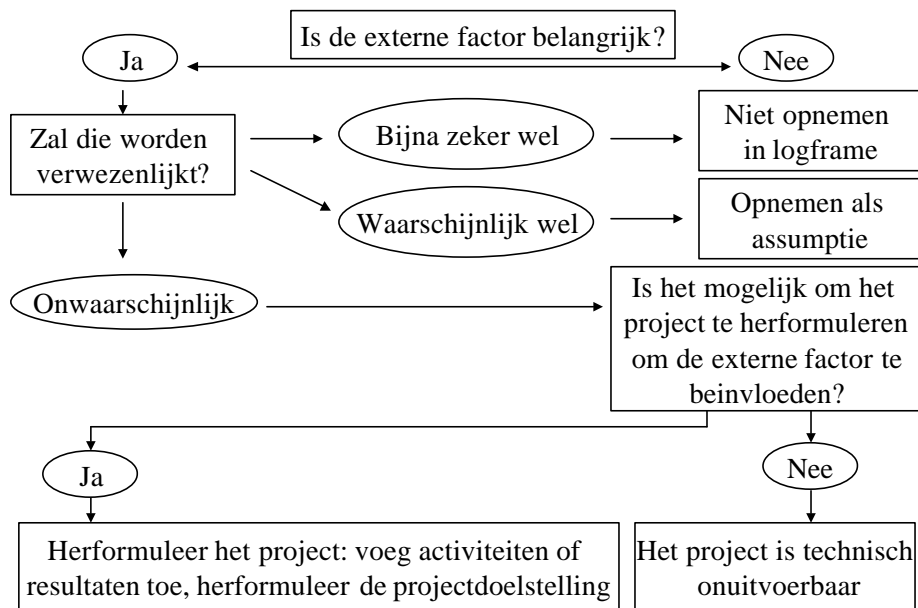 Is de externe factor belangrijk?
Ja
Nee
Zal die worden
verwezenlijkt?
Bijna zeker wel
Niet opnemen
in logframe
Waarschijnlijk wel
Opnemen als
assumptie
Onwaarschijnlijk
Is het mogelijk om het
project te herformuleren
om de externe factor te
beinvloeden?
Ja
Nee
Herformuleer het project: voeg activiteiten of
resultaten toe, herformuleer de projectdoelstelling
Het project is technisch
onuitvoerbaar